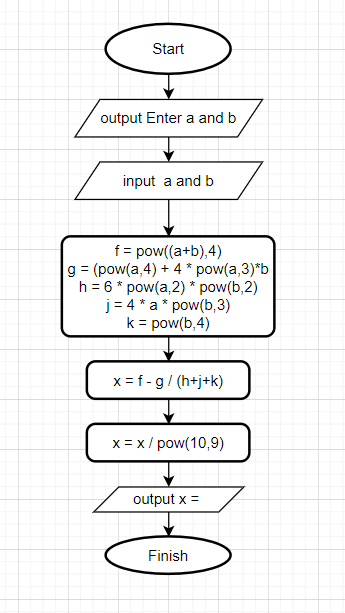 Start
output Enter a and b
input a and b
f = pow((a+b),4)
g = (pow(a,4) + 4 * pow(a,3)*b
h = 6 * pow(a,2) * pow(b,2)
j = 4 * a * pow(b,3)
k = pow(b,4)
x = f - g / (h+j+k)
x = x / pow(10,9)
output x =
Finish